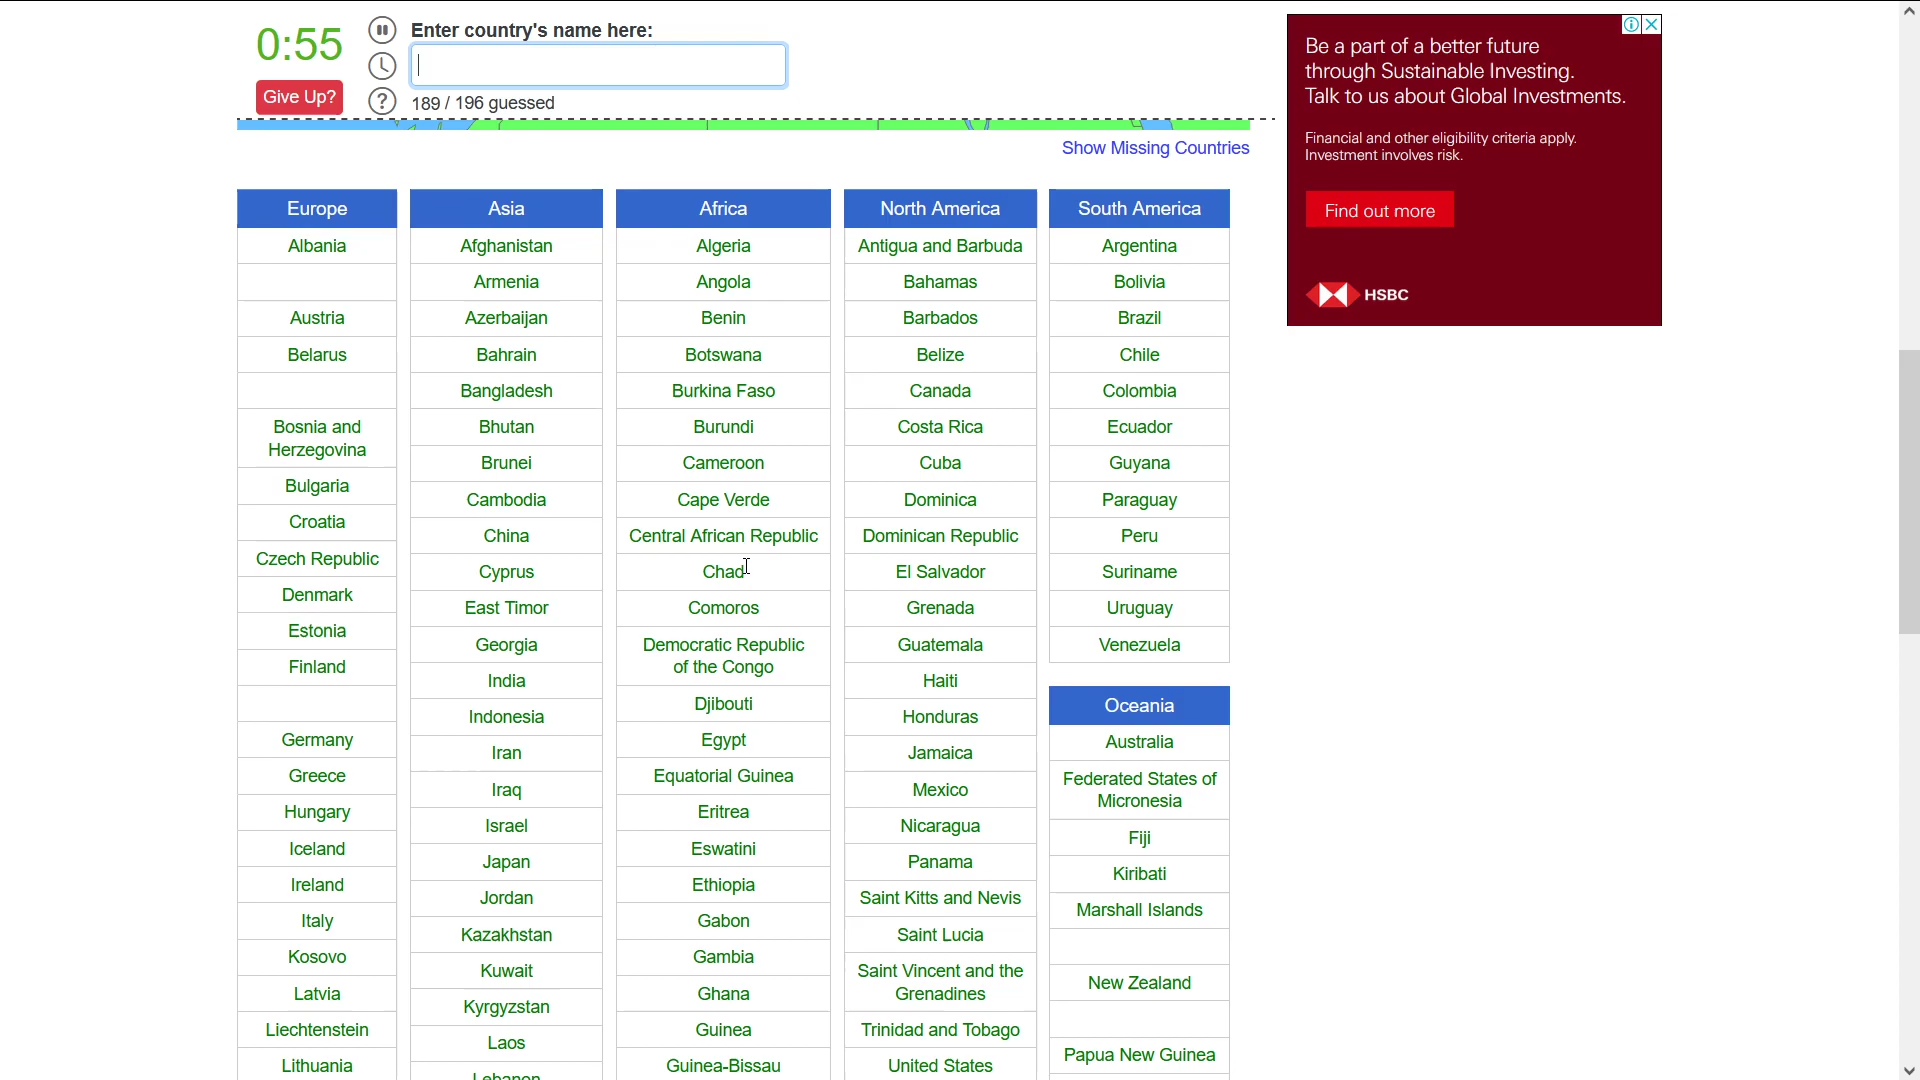 0:55
Enter country's name here:
Give Up?
189 / 196 guessed
Show Missing Countries
Be a part of a better future
through Sustainable Investing.
Talk to us about Global Investments.
Financial and other eligibility criteria apply.
Investment involves risk.
Find out more
HSBC
Europe
Albania
Austria
Belarus
Bosnia and
Herzegovina
Bulgaria
Croatia
Czech Republic
Denmark
Estonia
Finland
Germany
Greece
Hungary
Iceland
Ireland
Italy
Kosovo
Latvia
Liechtenstein
Lithuania
Asia
Afghanistan
Armenia
Azerbaijan
Bahrain
Bangladesh
Bhutan
Brunei
Cambodia
China
Cyprus
East Timor
Georgia
India
Indonesia
Iran
Iraq
Israel
Japan
Jordan
Kazakhstan
Kuwait
Kyrgyzstan
Laos
Lebanon
Africa
Algeria
Angola
Benin
Botswana
Burkina Faso
Burundi
Cameroon
Cape Verde
Central African Republic
Chad
Comoros
Democratic Republic
of the Congo
Djibouti
Egypt
Equatorial Guinea
Eritrea
Eswatini
Ethiopia
Gabon
Gambia
Ghana
Guinea
Guinea-Bissau
North America
Antigua and Barbuda
Bahamas
Barbados
Belize
Canada
Costa Rica
Cuba
Dominica
Dominican Republic
El Salvador
Grenada
Guatemala
Haiti
Honduras
Jamaica
Mexico
Nicaragua
Panama
Saint Kitts and Nevis
Saint Lucia
Saint Vincent and the
Grenadines
Trinidad and Tobago
United States
South America
Argentina
Bolivia
Brazil
Chile
Colombia
Ecuador
Guyana
Paraguay
Peru
Suriname
Uruguay
Venezuela
Oceania
Australia
Federated States of
Micronesia
Fiji
Kiribati
Marshall Islands
New Zealand
Papua New Guinea